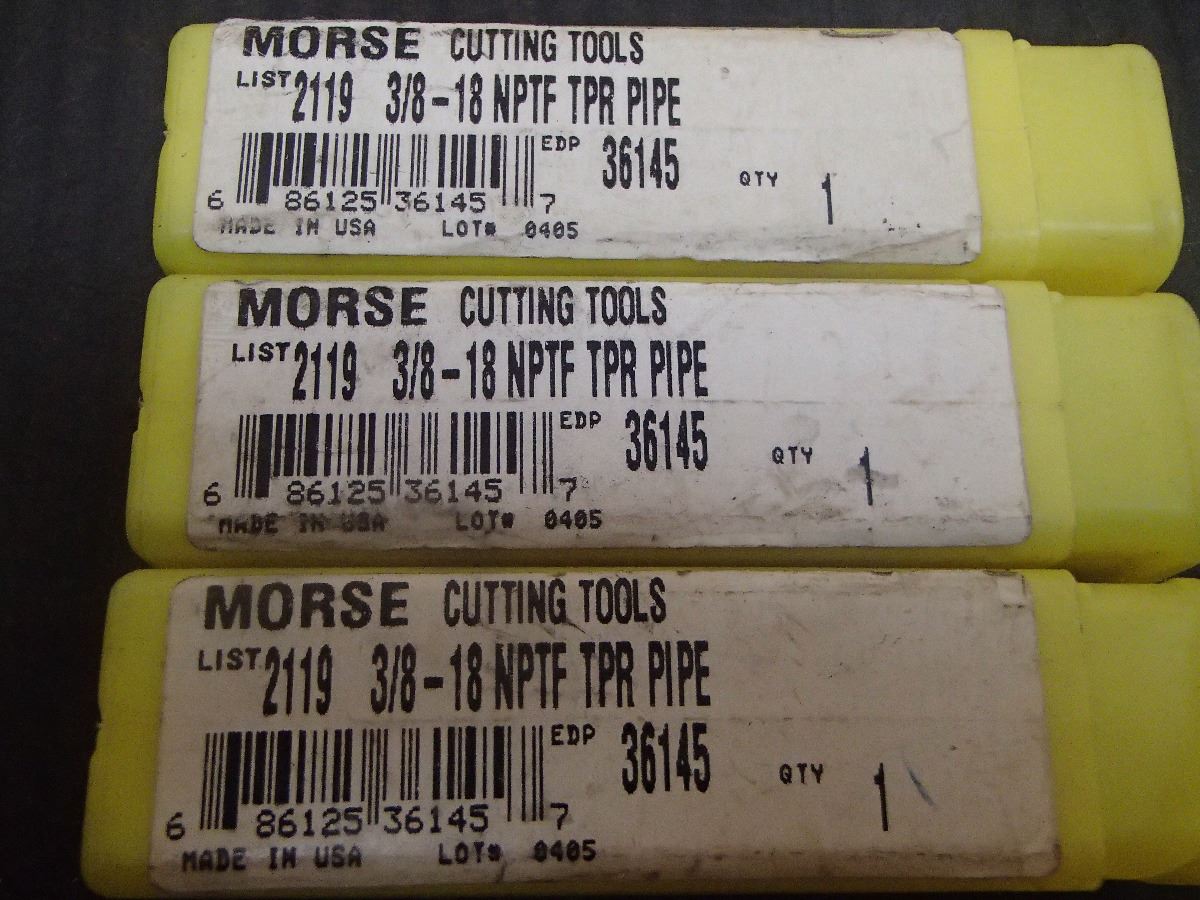 MORSE CUTTING TOOLS
LIST 2119 3/8-18 NPTF TPR PIPE
EDP 36145 QTY 1
6 86125 36145 7
MADE IN USA LOT# 0405
MORSE CUTTING TOOLS
LIST 2119 3/8-18 NPTF TPR PIPE
EDP 36145 QTY 1
6 86125 36145 7
MADE IN USA LOT# 0405
MORSE CUTTING TOOLS
LIST 2119 3/8-18 NPTF TPR PIPE
EDP 36145 QTY 1
6 86125 36145 7
MADE IN USA LOT# 0405